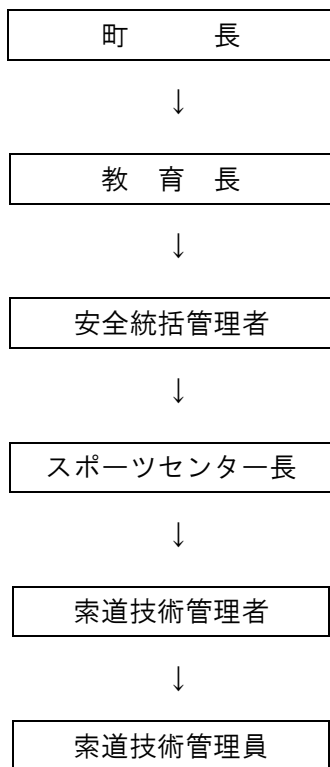 町　　　長
↓
教　育　長
↓
安全統括管理者
↓
スポーツセンター長
↓
索道技術管理者
↓
索道技術管理員